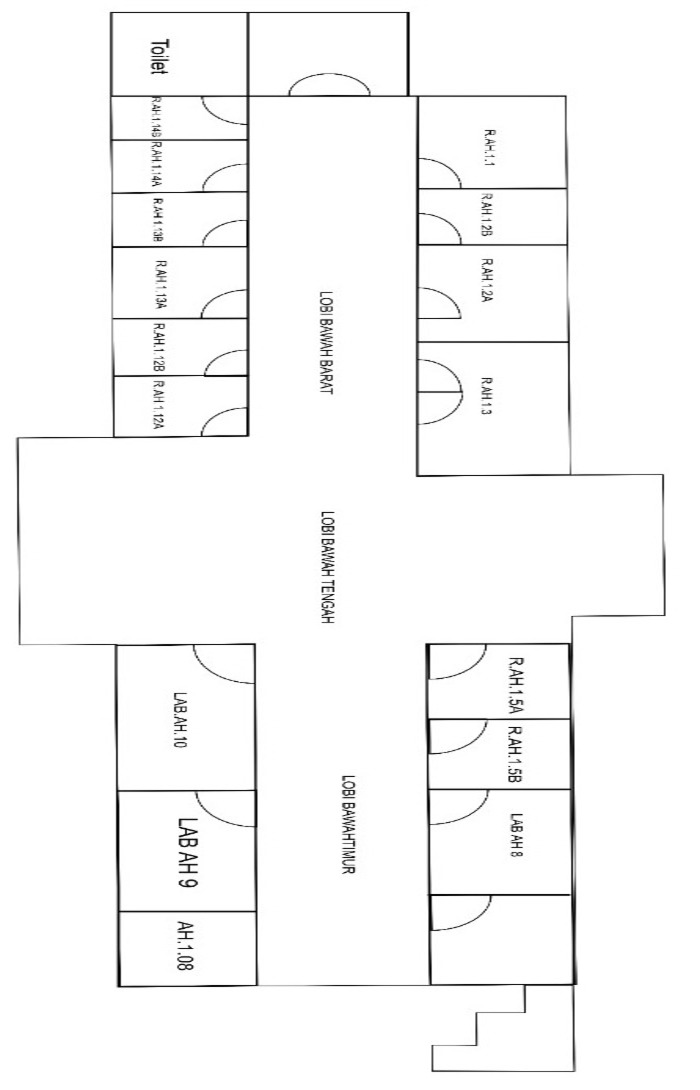 Toilet
R.AH.1.14B
R.AH.1.14A
R.AH.1.13B
R.AH.1.13A
R.AH.1.12B
R.AH 1.12A
R.AH.1.1
R.AH.1.2B
R.AH.1.2A
R.AH.1.3
LOBI BAWAH BARAT
LOBI BAWAH TENGAH
LOBI BAWAH TIMUR
LAB.AH.10
LAB AH 9
AH.1.08
R.AH.1.5A
R.AH.1.5B
LAB AH 8